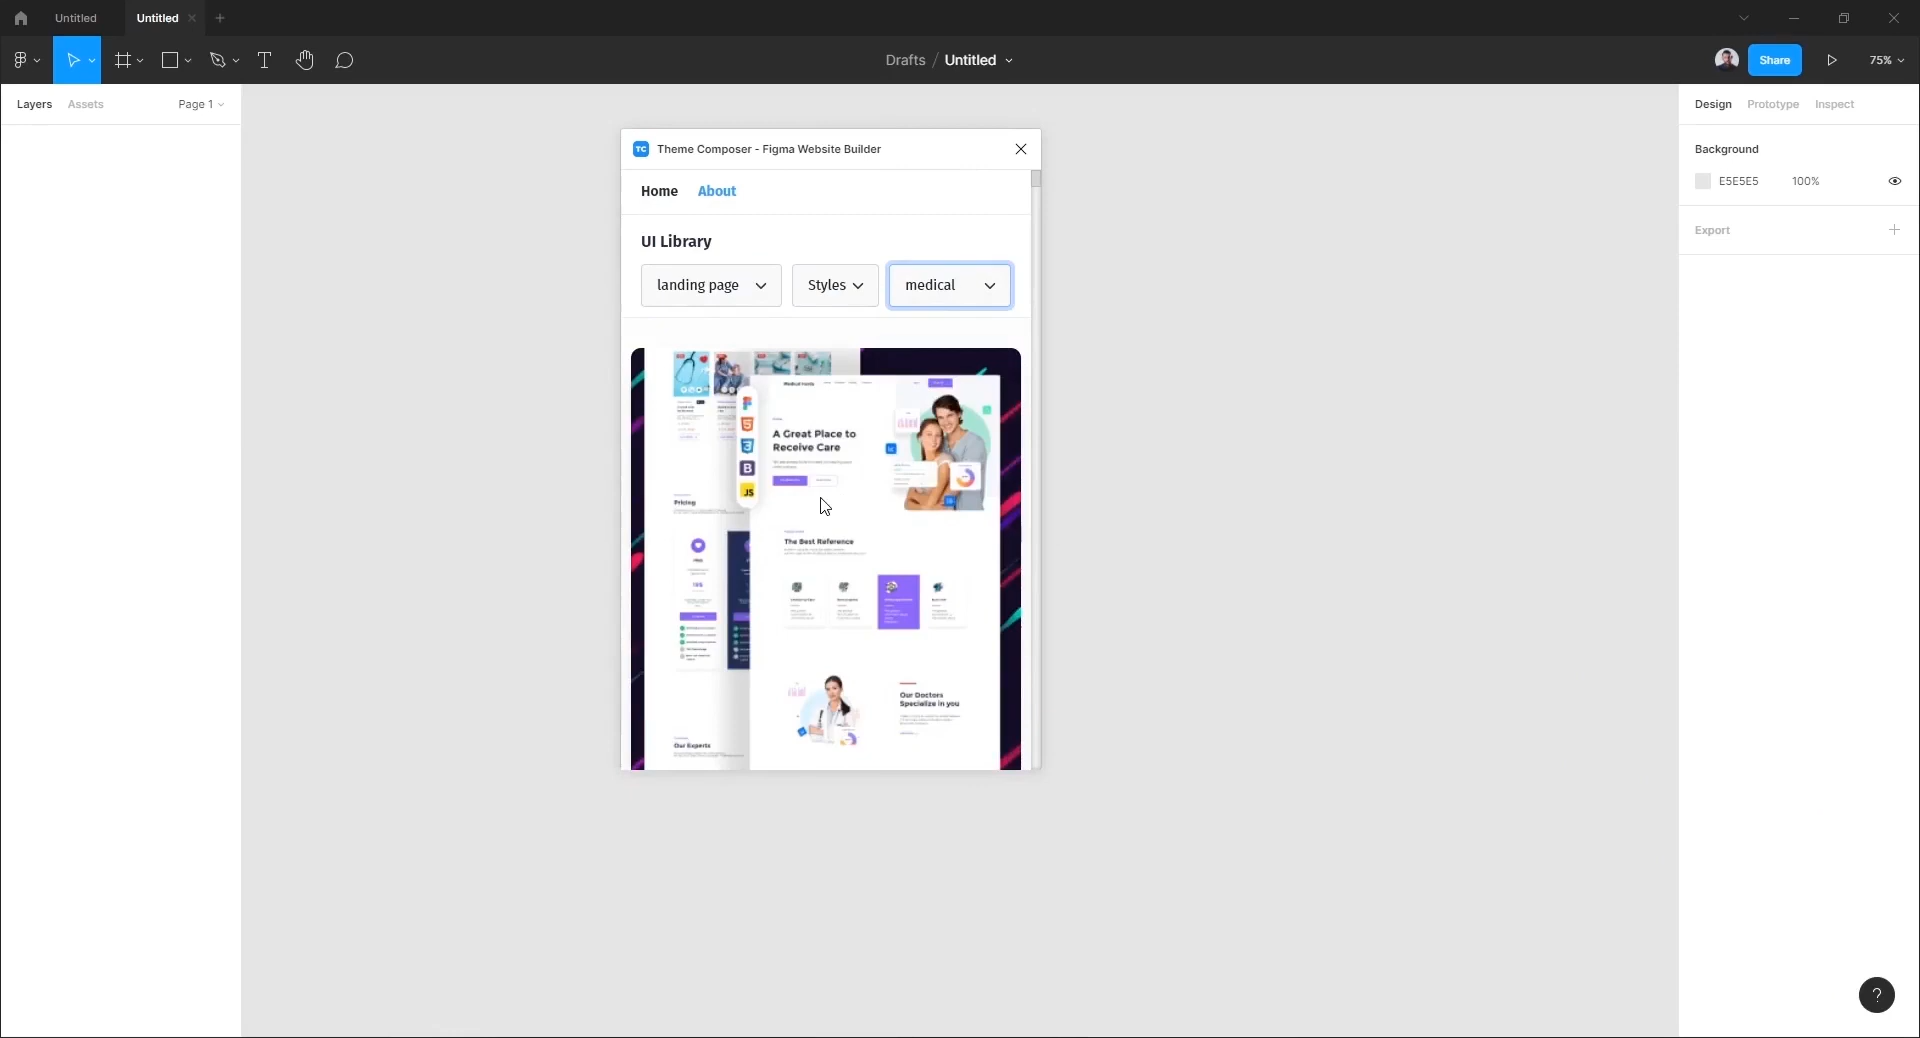 Untitled
Untitled
Drafts / Untitled
Share
75%
Layers
Assets
Page 1
Design
Prototype
Inspect
TC
Theme Composer - Figma Website Builder
Background
E5E5E5
100%
Export
Home
About
UI Library
landing page
Styles
medical
A Great Place to
Receive Care
B
JS
Pricing
The Best Reference
Our Doctors
Specialize in you
Our Experts
?